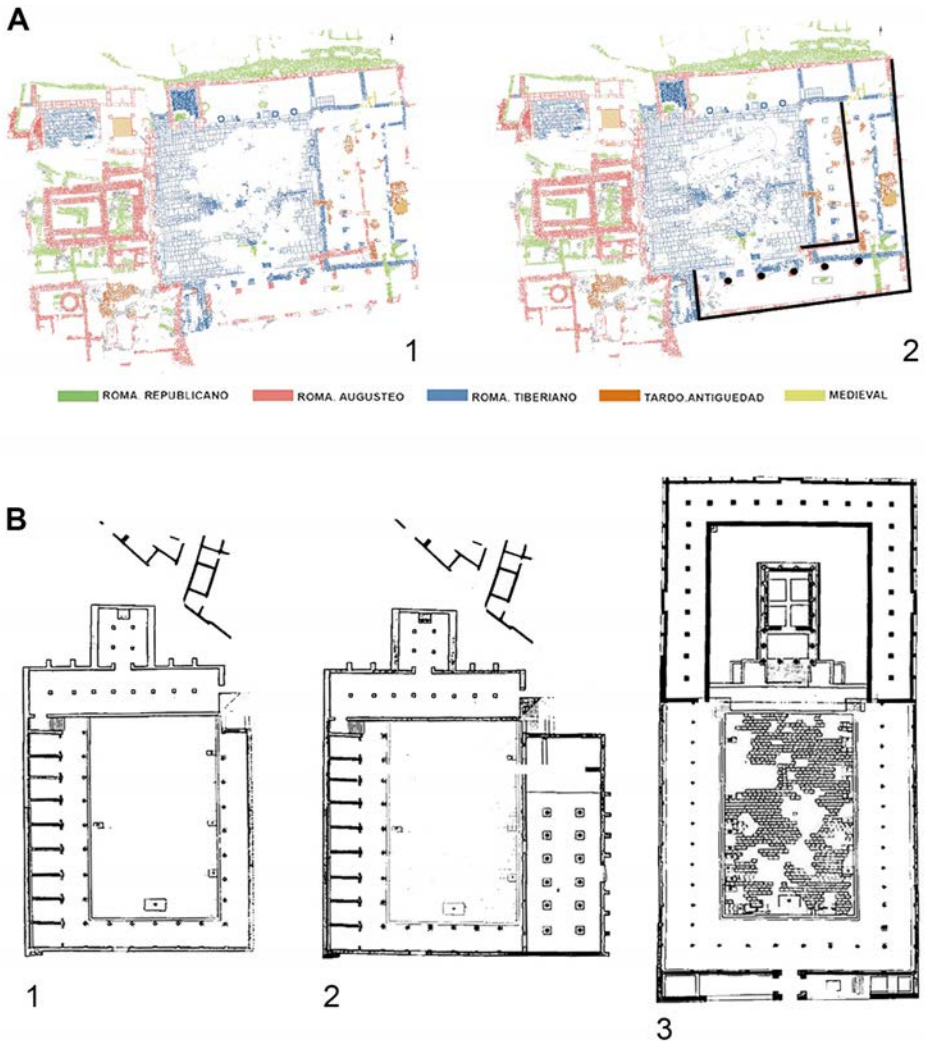 A
1
2
ROMA. REPUBLICANO ROMA. AUGUSTEO ROMA. TIBERIANO TARDO.ANTIGUEDAD MEDIEVAL
B
1
2
3